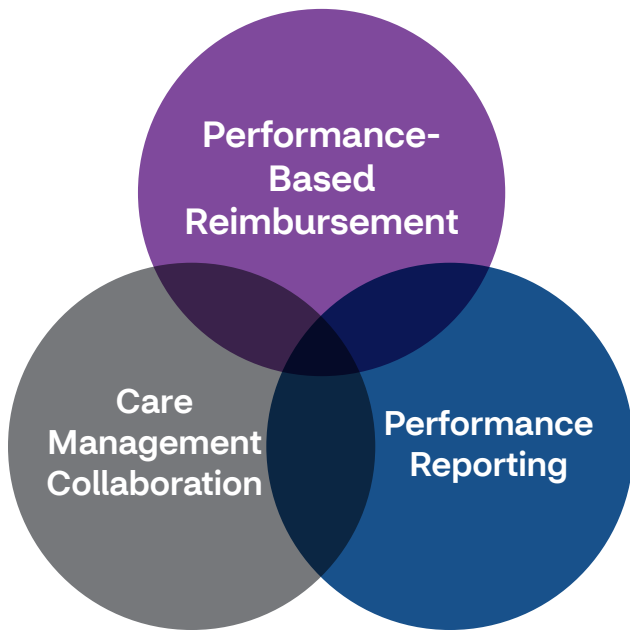 Performance-
Based
Reimbursement
Care
Management
Collaboration
Performance
Reporting